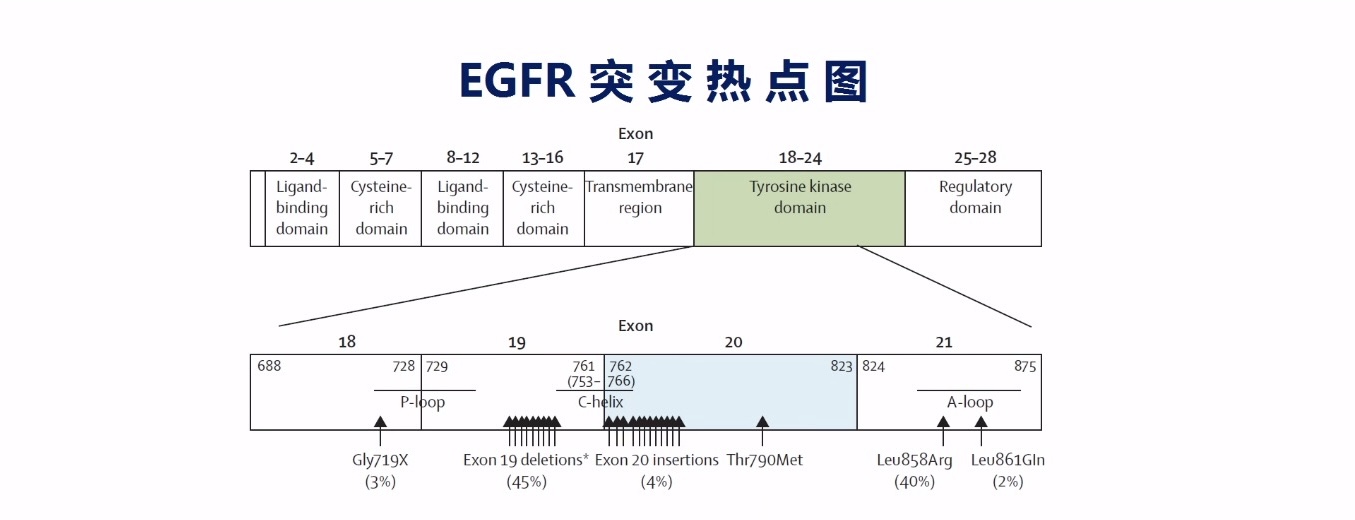 EGFR 突变热点图
Exon
2–4 5–7 8–12 13–16 17 18–24 25–28
Ligand-binding domain
Cysteine-rich domain
Ligand-binding domain
Cysteine-rich domain
Transmembrane region
Tyrosine kinase domain
Regulatory domain
Exon
18 19 20 21
688 728 729 761 762 823 824 875
(753–766)
P-loop C-helix A-loop
Gly719X Exon 19 deletions* Exon 20 insertions Thr790Met Leu858Arg Leu861Gln
(3%) (45%) (4%) (40%) (2%)